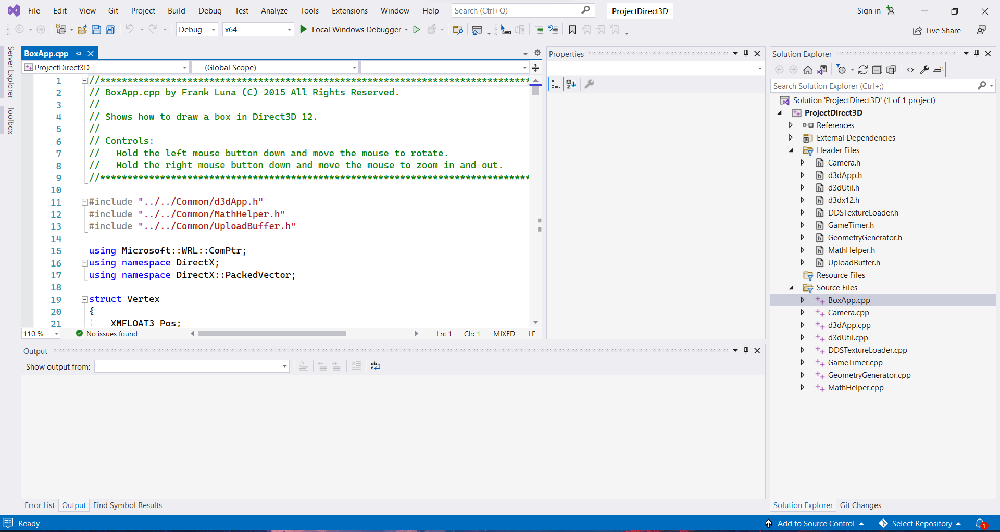 File Edit View Git Project Build Debug Test Analyze Tools Extensions Window Help Search (Ctrl+Q) ProjectDirect3D Sign in
Debug x64 Local Windows Debugger Live Share
Server Explorer
Toolbox
BoxApp.cpp
ProjectDirect3D (Global Scope)
1 //*******************************************************************************
2 // BoxApp.cpp by Frank Luna (C) 2015 All Rights Reserved.
3 //
4 // Shows how to draw a box in Direct3D 12.
5 //
6 // Controls:
7 //   Hold the left mouse button down and move the mouse to rotate.
8 //   Hold the right mouse button down and move the mouse to zoom in and out.
9 //*******************************************************************************
10
11 #include "../../Common/d3dApp.h"
12 #include "../../Common/MathHelper.h"
13 #include "../../Common/UploadBuffer.h"
14
15 using Microsoft::WRL::ComPtr;
16 using namespace DirectX;
17 using namespace DirectX::PackedVector;
18
19 struct Vertex
20 {
21     XMFLOAT3 Pos;
110 % No issues found Ln: 1 Ch: 1 MIXED LF
Properties
Output
Show output from:
Error List Output Find Symbol Results
Solution Explorer
Search Solution Explorer (Ctrl+;)
Solution 'ProjectDirect3D' (1 of 1 project)
ProjectDirect3D
References
External Dependencies
Header Files
Camera.h
d3dApp.h
d3dUtil.h
d3dx12.h
DDSTextureLoader.h
GameTimer.h
GeometryGenerator.h
MathHelper.h
UploadBuffer.h
Resource Files
Source Files
BoxApp.cpp
Camera.cpp
d3dApp.cpp
d3dUtil.cpp
DDSTextureLoader.cpp
GameTimer.cpp
GeometryGenerator.cpp
MathHelper.cpp
Solution Explorer Git Changes
Ready Add to Source Control Select Repository 1